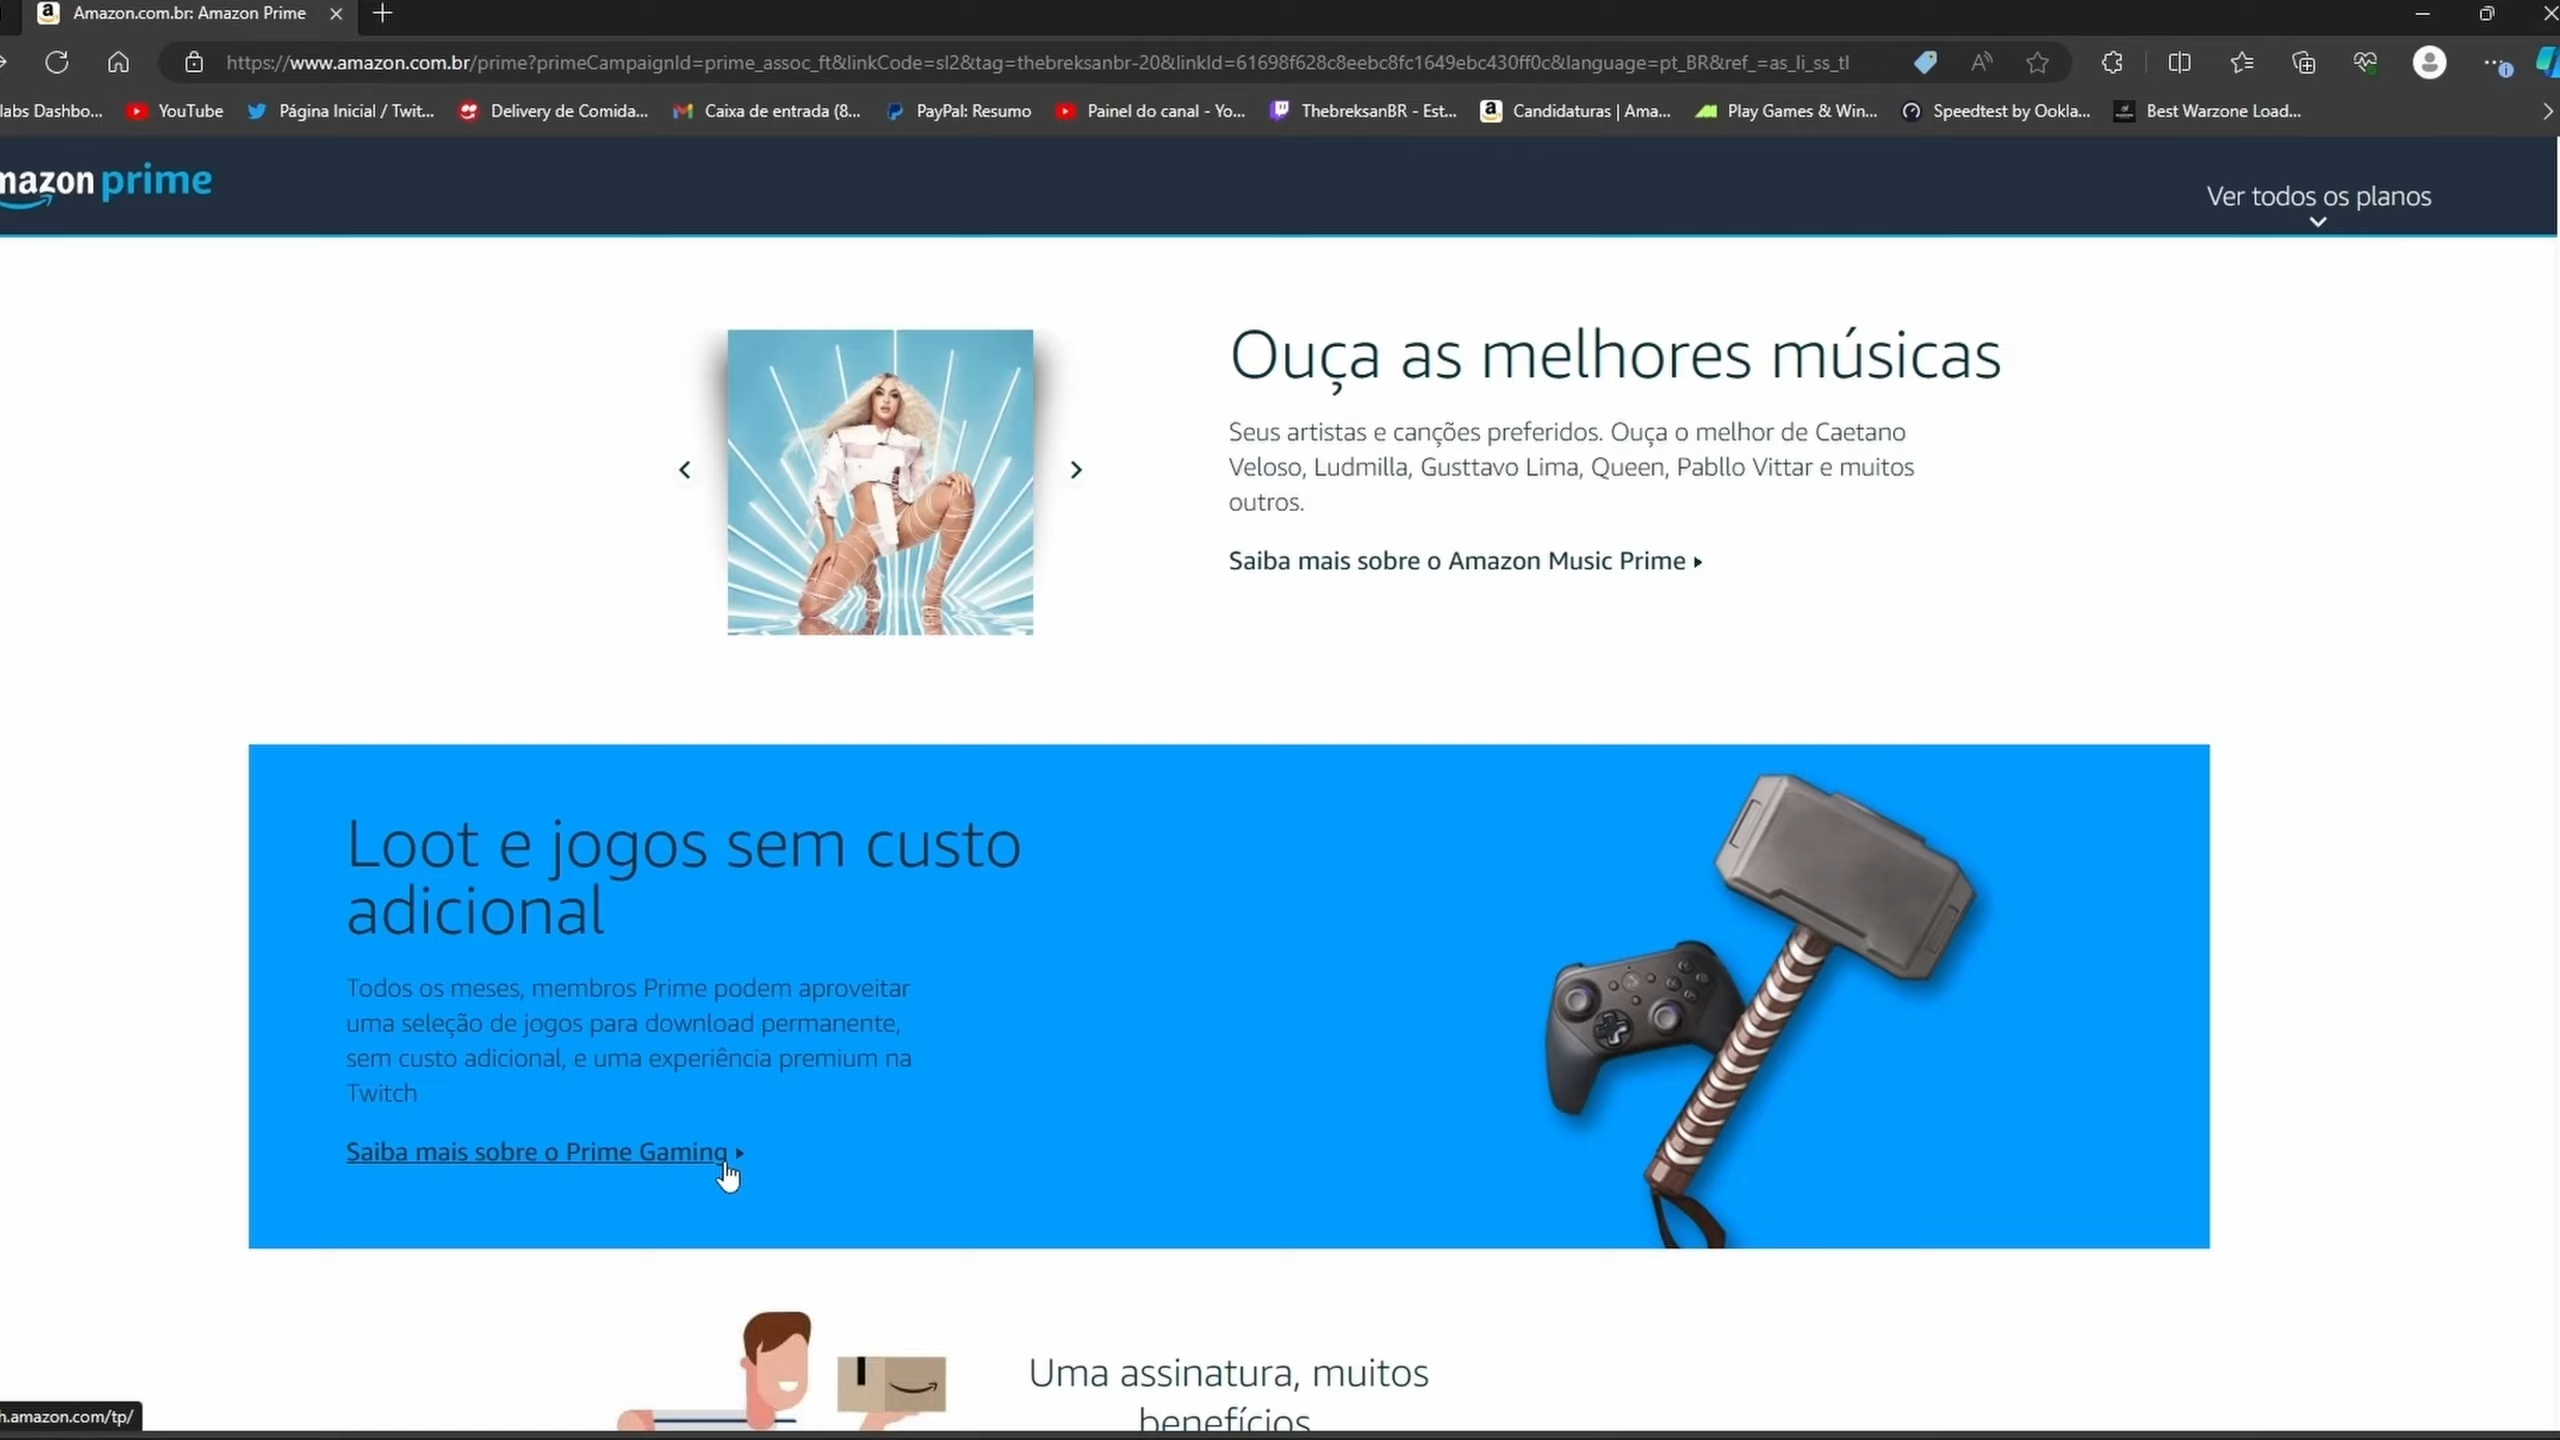 Amazon.com.br: Amazon Prime
https://www.amazon.com.br/prime?primeCampaignId=prime_assoc_ft&linkCode=sl2&tag=thebreksanbr-20&linkId=61698f628c8eebc8fc1649ebc430ff0c&language=pt_BR&ref_=as_li_ss_tl
labs Dashbo... YouTube Página Inicial / Twit... Delivery de Comida... Caixa de entrada (8... PayPal: Resumo Painel do canal - Yo... ThebreksanBR - Est... Candidaturas | Ama... Play Games & Win... Speedtest by Ookla... Best Warzone Load...
mazon prime
Ver todos os planos
Ouça as melhores músicas
Seus artistas e canções preferidos. Ouça o melhor de Caetano
Veloso, Ludmilla, Gusttavo Lima, Queen, Pabllo Vittar e muitos
outros.
Saiba mais sobre o Amazon Music Prime
Loot e jogos sem custo
adicional
Todos os meses, membros Prime podem aproveitar
uma seleção de jogos para download permanente,
sem custo adicional, e uma experiência premium na
Twitch
Saiba mais sobre o Prime Gaming
Uma assinatura, muitos
benefícios
h.amazon.com/tp/